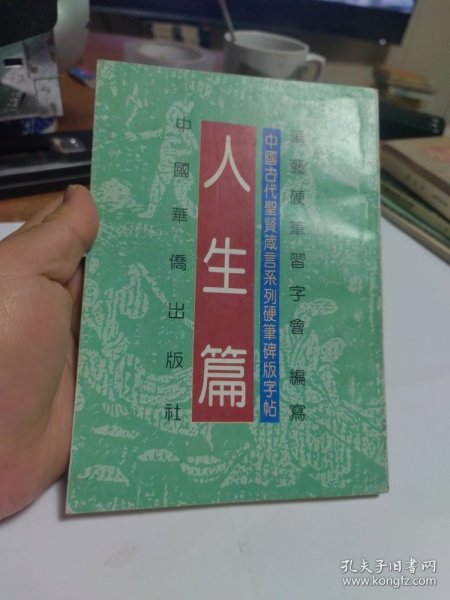 華藝硬筆習字會 編寫
中國古代聖賢箴言系列硬筆碑版字帖
人生篇
中國華僑出版社
孔夫子旧书网
www.kongfz.com